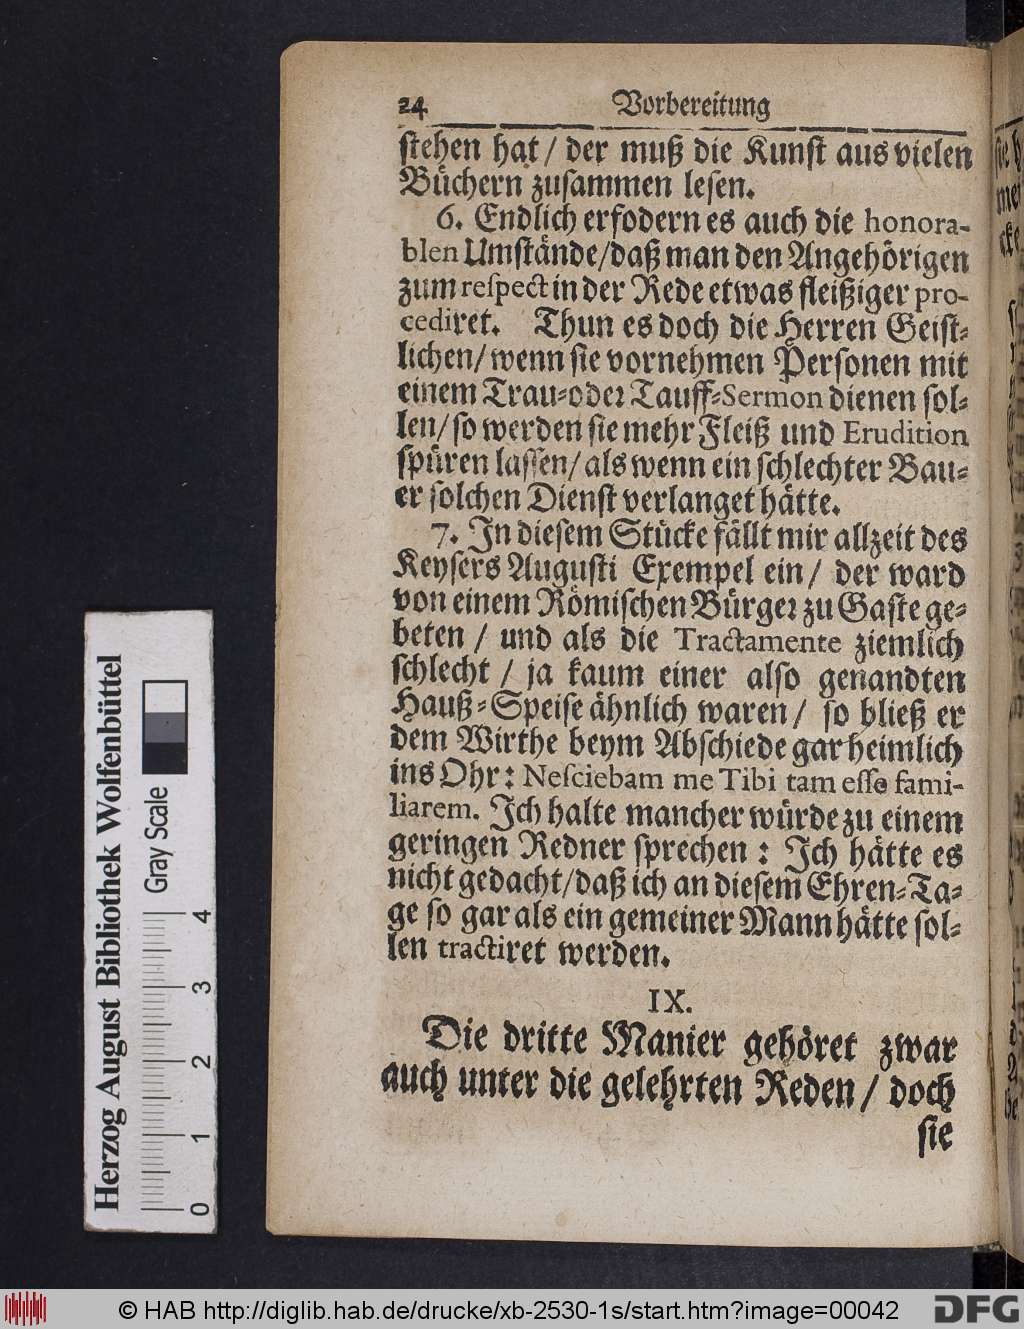 24 Vorbereitung
stehen hat / der muß die Kunst aus vielen
Büchern zusammen lesen.
6. Endlich erfodern es auch die honora-
blen Umstände/daß man den Angehörigen
zum reſpect in der Rede etwas fleißiger pro-
cediret. Thun es doch die Herren Geist-
lichen/wenn sie vornehmen Personen mit
einem Trau-oder Tauff-Sermon dienen sol-
len/so werden sie mehr Fleiß und Erudition
spüren lassen/als wenn ein schlechter Bau-
er solchen Dienst verlanget hätte.
7. In diesem Stücke fällt mir allzeit des
Keysers Augusti Exempel ein/ der ward
von einem Römischen Bürger zu Gaste ge-
beten / und als die Tractamente ziemlich
schlecht / ja kaum einer also genandten
Hauß-Speise ähnlich waren/ so bließ er
dem Wirthe beym Abschiede gar heimlich
ins Ohr: Neſciebam me Tibi tam eſſe fami-
liarem. Ich halte mancher würde zu einem
geringen Redner sprechen: Ich hätte es
nicht gedacht/daß ich an diesem Ehren-Ta-
ge so gar als ein gemeiner Mann hätte sol-
len tractiret werden.
IX.
Die dritte Manier gehöret zwar
auch unter die gelehrten Reden/ doch
sie
Herzog August Bibliothek Wolfenbüttel
Gray Scale
0 1 2 3 4
© HAB http://diglib.hab.de/drucke/xb-2530-1s/start.htm?image=00042
DFG